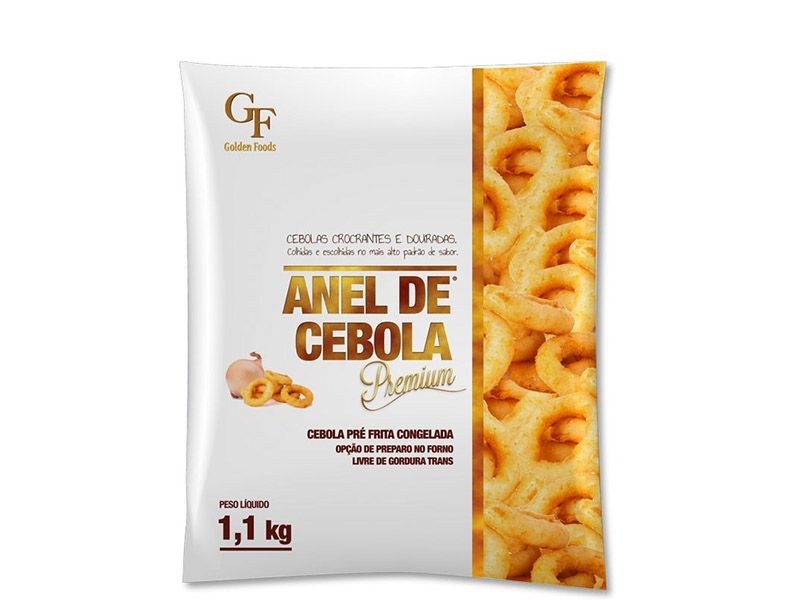 GF
Golden Foods
CEBOLAS CROCRANTES E DOURADAS.
Colhidas e escolhidas no mais alto padrão de sabor.
ANEL DE
CEBOLA
Premium
CEBOLA PRÉ FRITA CONGELADA
OPÇÃO DE PREPARO NO FORNO
LIVRE DE GORDURA TRANS
PESO LÍQUIDO
1,1 kg